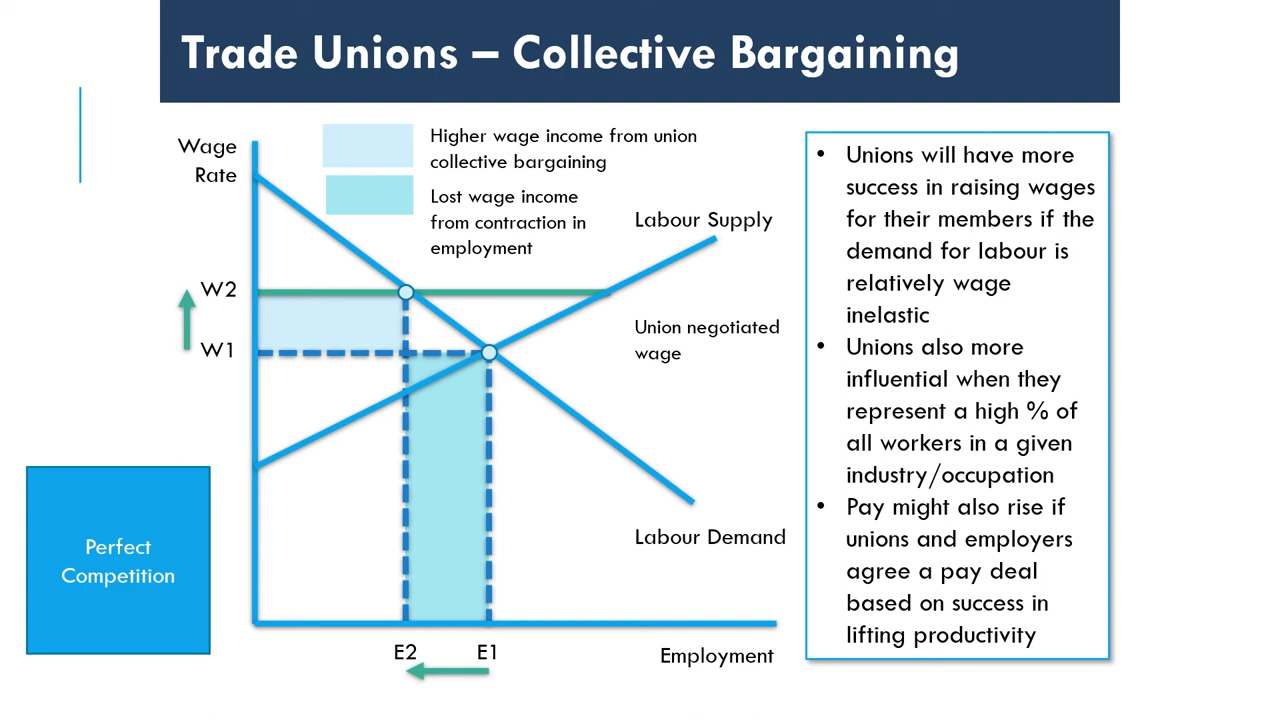 Trade Unions – Collective Bargaining
Wage
Rate
Higher wage income from union
collective bargaining
Lost wage income
from contraction in
employment
Labour Supply
W2
W1
Union negotiated
wage
Labour Demand
E2
E1
Employment
Perfect
Competition
• Unions will have more
success in raising wages
for their members if the
demand for labour is
relatively wage
inelastic
• Unions also more
influential when they
represent a high % of
all workers in a given
industry/occupation
• Pay might also rise if
unions and employers
agree a pay deal
based on success in
lifting productivity